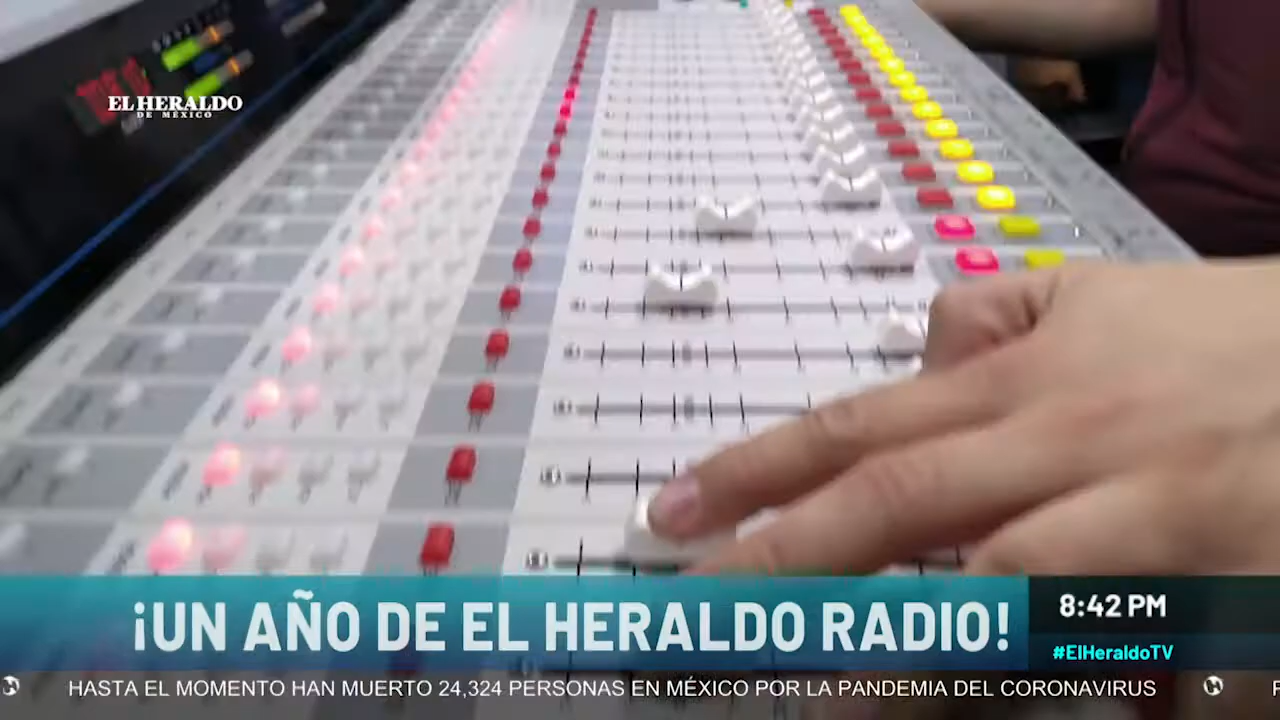 EL HERALDO
DE MÉXICO
¡UN AÑO DE EL HERALDO RADIO!
8:42 PM
#ElHeraldoTV
HASTA EL MOMENTO HAN MUERTO 24,324 PERSONAS EN MÉXICO POR LA PANDEMIA DEL CORONAVIRUS